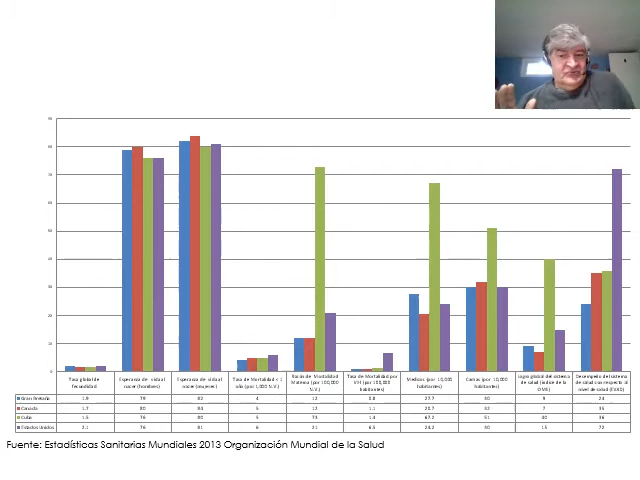 90
80
70
60
50
40
30
20
10
0
Tasa global de fecundidad
Esperanza de vida al nacer (hombres)
Esperanza de vida al nacer (mujeres)
Tasa de Mortalidad < 1 año (por 1,000 N.V.)
Razón de Mortalidad Materna (por 100,000 N.V.)
Tasa de Mortalidad por VIH (por 100,000 habitantes)
Médicos (por 10,000 habitantes)
Camas (por 10,000 habitantes)
Logro global del sistema de salud (índice de la OMS)
Desempeño del sistema de salud con respecto al nivel de salud
Gran Bretaña 1.9 79 82 4 12 0.8 27.7 30 9 24
Canada 1.7 80 84 5 12 1.1 20.7 32 7 35
Cuba 1.5 76 80 5 73 1.4 67.2 51 40 36
Estados Unidos 2.1 76 81 6 21 6.5 24.2 30 15 72
Fuente: Estadísticas Sanitarias Mundiales 2013 Organización Mundial de la Salud